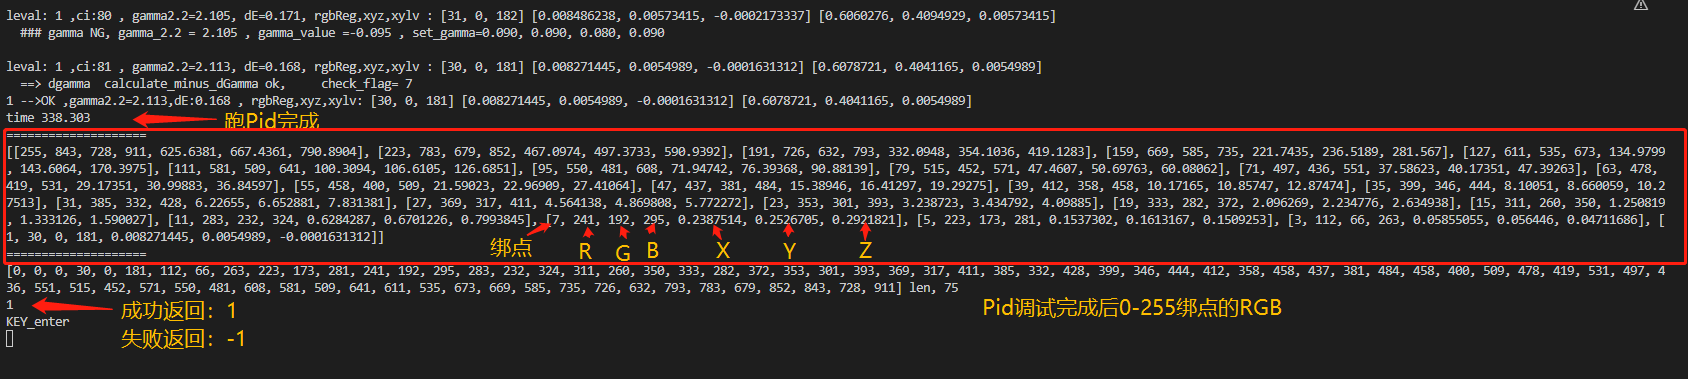 leval: 1 ,ci:80 , gamma2.2=2.105, dE=0.171, rgbReg,xyz,xylv : [31, 0, 182] [0.008486238, 0.00573415, -0.0002173337] [0.6060276, 0.4094929, 0.00573415]
### gamma NG, gamma_2.2 = 2.105 , gamma_value =-0.095 , set_gamma=0.090, 0.090, 0.080, 0.090
leval: 1 ,ci:81 , gamma2.2=2.113, dE=0.168, rgbReg,xyz,xylv : [30, 0, 181] [0.008271445, 0.0054989, -0.0001631312] [0.6078721, 0.4041165, 0.0054989]
==> dgamma  calculate_minus_dGamma ok,     check_flag= 7
1 -->OK ,gamma2.2=2.113,dE:0.168 , rgbReg,xyz,xylv: [30, 0, 181] [0.008271445, 0.0054989, -0.0001631312] [0.6078721, 0.4041165, 0.0054989]
time 338.303
跑Pid完成
====================
[[255, 843, 728, 911, 625.6381, 667.4361, 790.8904], [223, 783, 679, 852, 467.0974, 497.3733, 590.9392], [191, 726, 632, 793, 332.0948, 354.1036, 419.1283], [159, 669, 585, 735, 221.7435, 236.5189, 281.567], [127, 611, 535, 673, 134.9799
, 143.6064, 170.3975], [111, 581, 509, 641, 100.3094, 106.6105, 126.6851], [95, 550, 481, 608, 71.94742, 76.39368, 90.88139], [79, 515, 452, 571, 47.4607, 50.69763, 60.08062], [71, 497, 436, 551, 37.58623, 40.17351, 47.39263], [63, 478,
419, 531, 29.17351, 30.99883, 36.84597], [55, 458, 400, 509, 21.59023, 22.96909, 27.41064], [47, 437, 381, 484, 15.38946, 16.41297, 19.29275], [39, 412, 358, 458, 10.17165, 10.85747, 12.87474], [35, 399, 346, 444, 8.10051, 8.660059, 10.2
7513], [31, 385, 332, 428, 6.22655, 6.652881, 7.831381], [27, 369, 317, 411, 4.564138, 4.869808, 5.772272], [23, 353, 301, 393, 3.238723, 3.434792, 4.09885], [19, 333, 282, 372, 2.096269, 2.234776, 2.634938], [15, 311, 260, 350, 1.250819
, 1.333126, 1.590027], [11, 283, 232, 324, 0.6284287, 0.6701226, 0.7993845], [7, 241, 192, 295, 0.2387514, 0.2526705, 0.2921821], [5, 223, 173, 281, 0.1537302, 0.1613167, 0.1509253], [3, 112, 66, 263, 0.05855055, 0.056446, 0.04711686], [
1, 30, 0, 181, 0.008271445, 0.0054989, -0.0001631312]]
绑点 R G B X Y Z
====================
[0, 0, 0, 30, 0, 181, 112, 66, 263, 223, 173, 281, 241, 192, 295, 283, 232, 324, 311, 260, 350, 333, 282, 372, 353, 301, 393, 369, 317, 411, 385, 332, 428, 399, 346, 444, 412, 358, 458, 437, 381, 484, 458, 400, 509, 478, 419, 531, 497, 4
36, 551, 515, 452, 571, 550, 481, 608, 581, 509, 641, 611, 535, 673, 669, 585, 735, 726, 632, 793, 783, 679, 852, 843, 728, 911] len, 75
1
成功返回：1
Pid调试完成后0-255绑点的RGB
KEY_enter
失败返回：-1